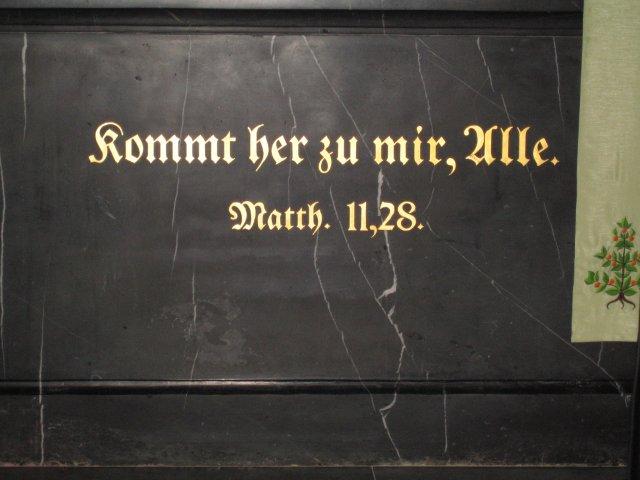 Kommt her zu mir, Alle.
Matth. 11,28.